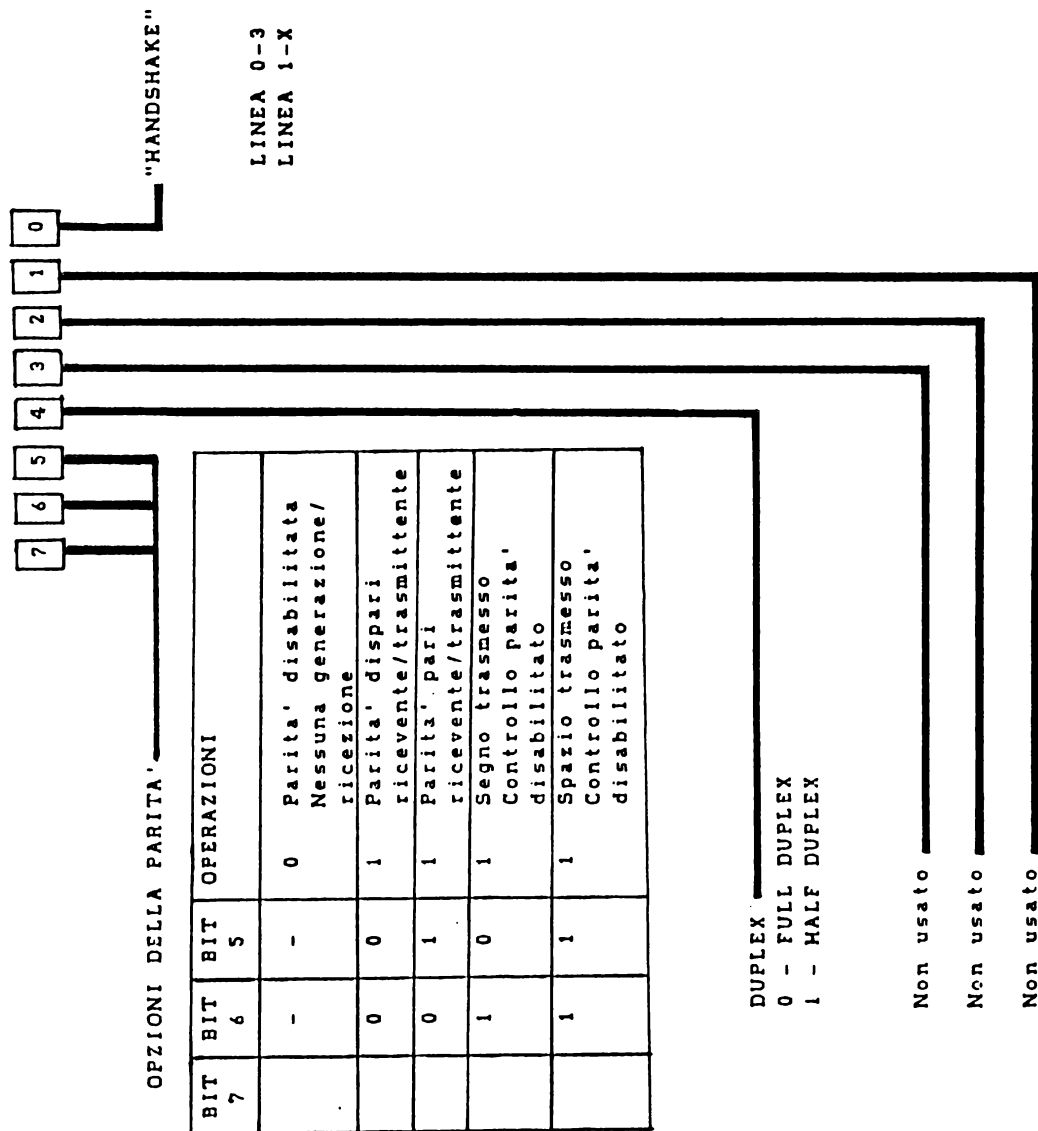 7 6 5 4 3 2 1 0
"HANDSHAKE"
LINEA 0-3
LINEA 1-X
OPZIONI DELLA PARITA'
BIT 7 BIT 6 BIT 5 OPERAZIONI
- - 0 Parita' disabilitata
Nessuna generazione/
ricezione
0 0 1 Parita' dispari
ricevente/trasmittente
0 1 1 Parita' pari
ricevente/trasmittente
1 0 1 Segno trasmesso
Controllo parita'
disabilitato
1 1 1 Spazio trasmesso
Controllo parita'
disabilitato
DUPLEX
0 - FULL DUPLEX
1 - HALF DUPLEX
Non usato
Non usato
Non usato